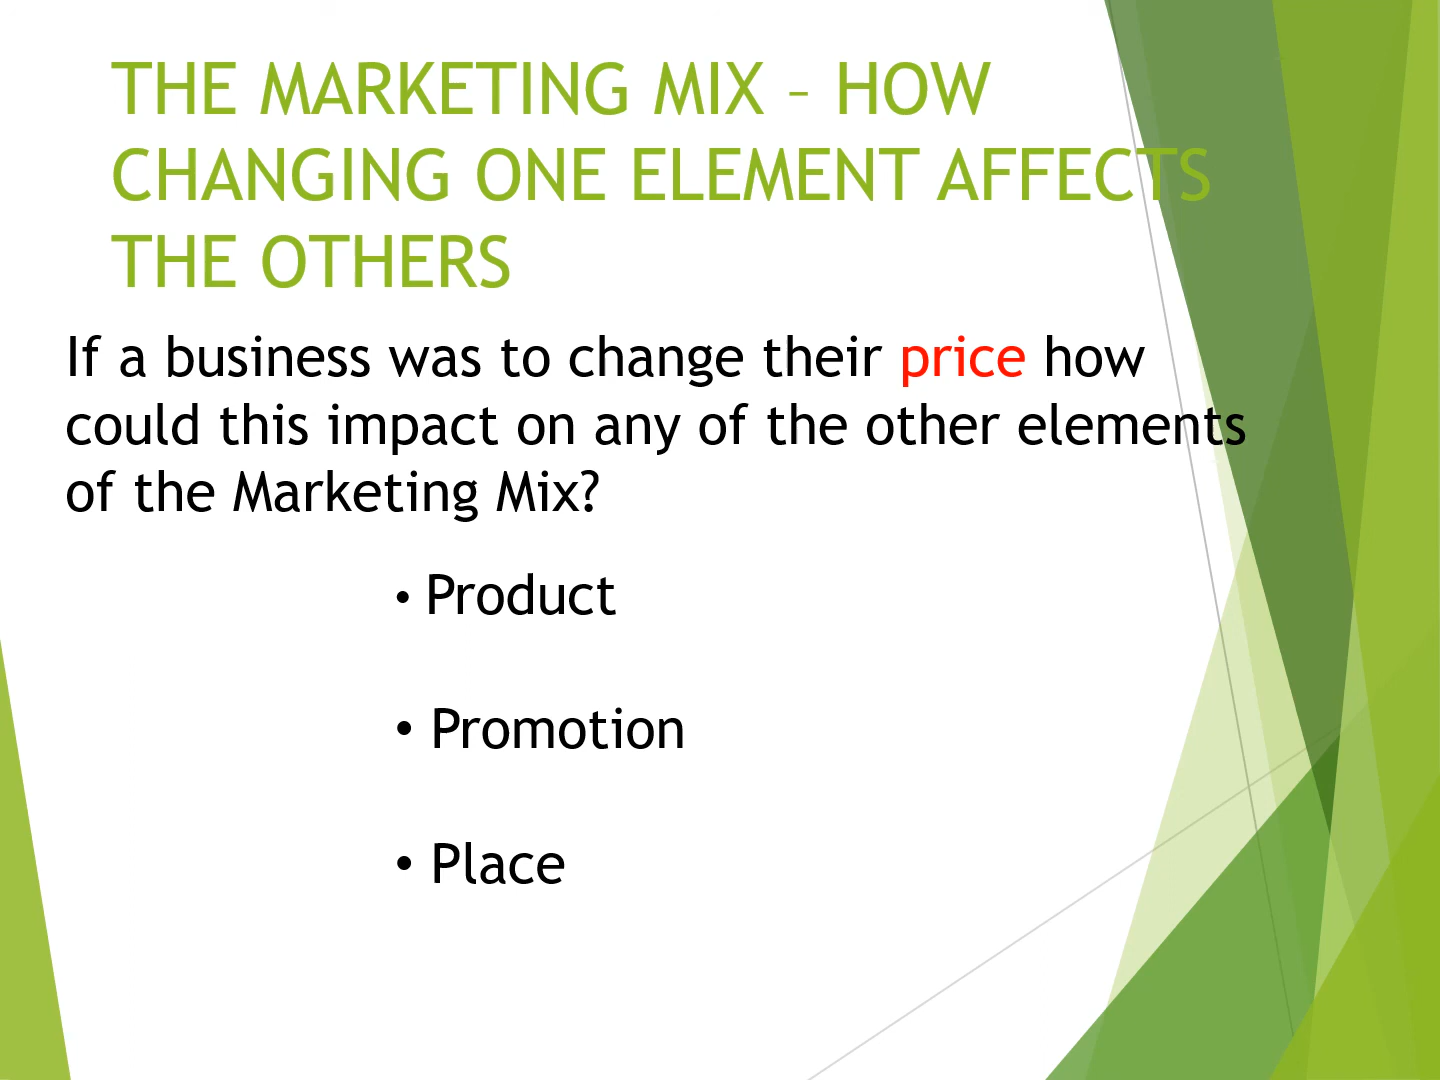 THE MARKETING MIX – HOW
CHANGING ONE ELEMENT AFFECTS
THE OTHERS
If a business was to change their price how
could this impact on any of the other elements
of the Marketing Mix?
• Product
• Promotion
• Place